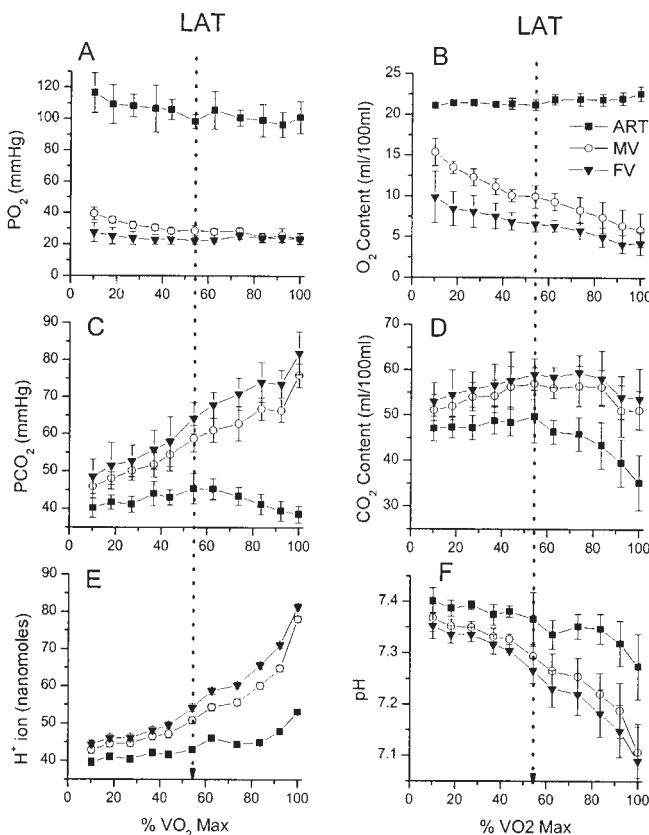 LAT
LAT
A
PO2 (mmHg)
120
100
80
60
40
20
0
0 20 40 60 80 100
B
O2 Content (ml/100ml)
25
20
15
10
5
0
0 20 40 60 80 100
ART
MV
FV
C
PCO2 (mmHg)
90
80
70
60
50
40
0 20 40 60 80 100
D
CO2 Content (ml/100ml)
70
60
50
40
30
0 20 40 60 80 100
E
H+ ion (nanomoles)
90
80
70
60
50
40
0 20 40 60 80 100
% VO2 Max
F
pH
7.4
7.3
7.2
7.1
0 20 40 60 80 100
% VO2 Max